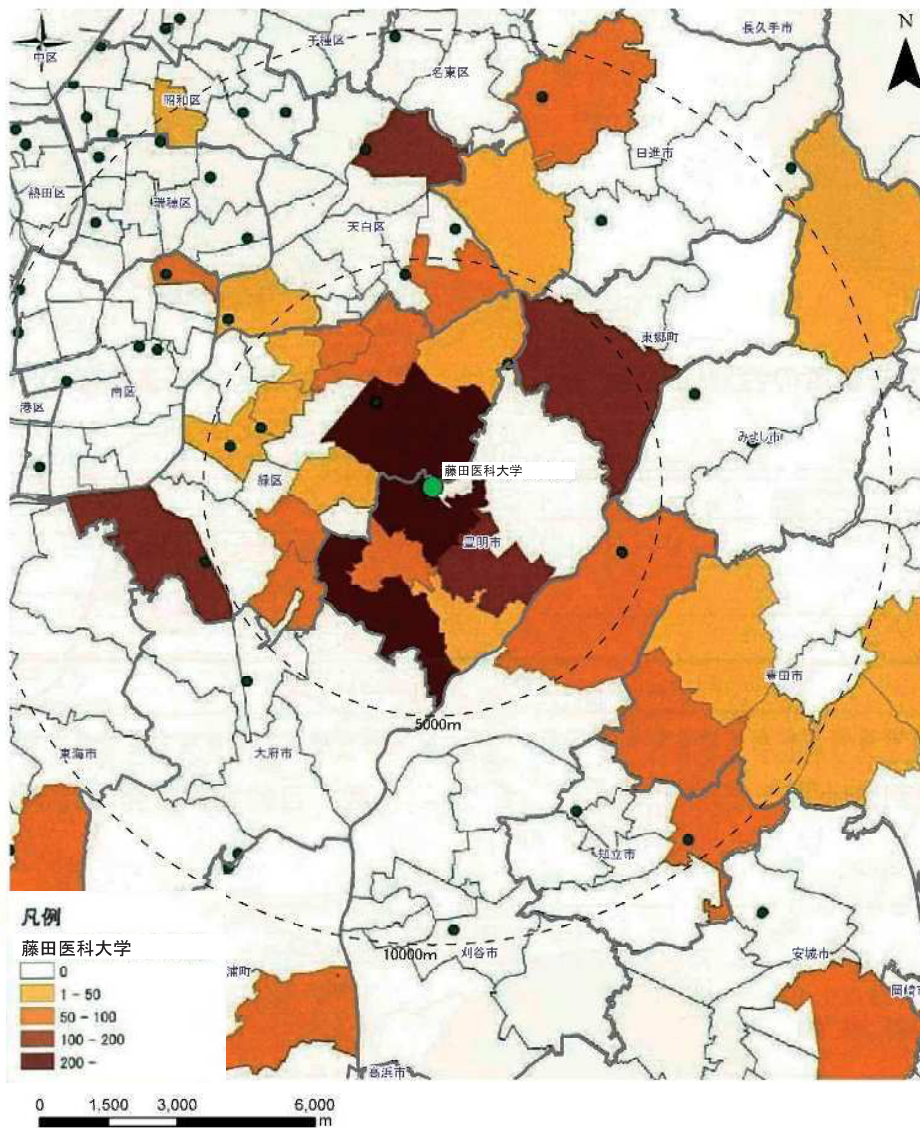 N
長久手市
千種区
中区
名東区
昭和区
日進市
熱田区
瑞穂区
天白区
東郷町
南区
港区
みよし市
藤田医科大学
緑区
豊明市
豊田市
5000m
東海市
大府市
知立市
凡例
藤田医科大学
0
1 - 50
50 - 100
100 - 200
200 -
10000m
刈谷市
安城市
浦町
岡崎市
高浜市
0 1,500 3,000 6,000
m